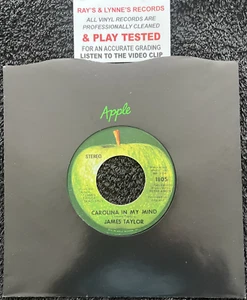 RAY'S & LYNNE'S RECORDS
ALL VINYL RECORDS ARE
PROFESSIONALLY CLEANED
& PLAY TESTED
FOR AN ACCURATE GRADING
LISTEN TO THE VIDEO CLIP
Apple
STEREO
1805
CAROLINA IN MY MIND
JAMES TAYLOR